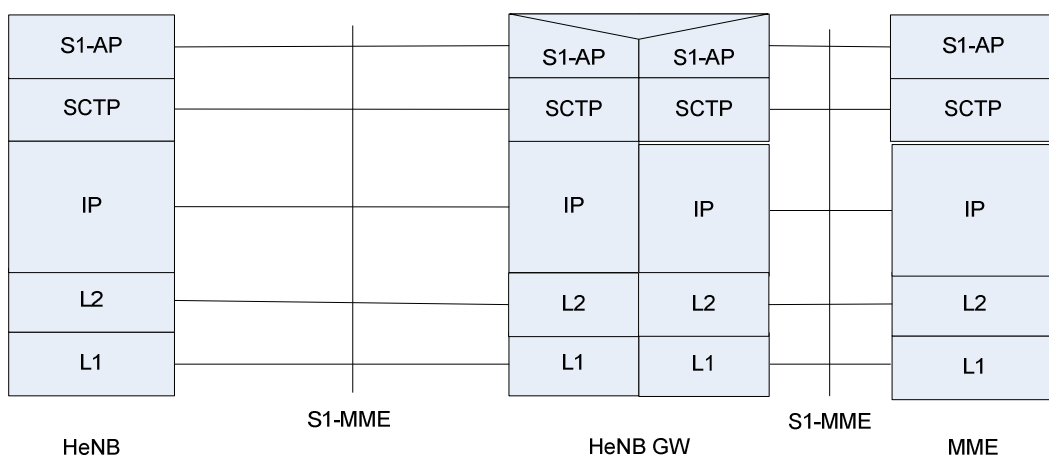 S1-AP
S1-AP S1-AP
S1-AP
SCTP
SCTP SCTP
SCTP
IP
IP IP
IP
L2
L2 L2
L2
L1
L1 L1
L1
S1-MME
S1-MME
HeNB
HeNB GW
MME